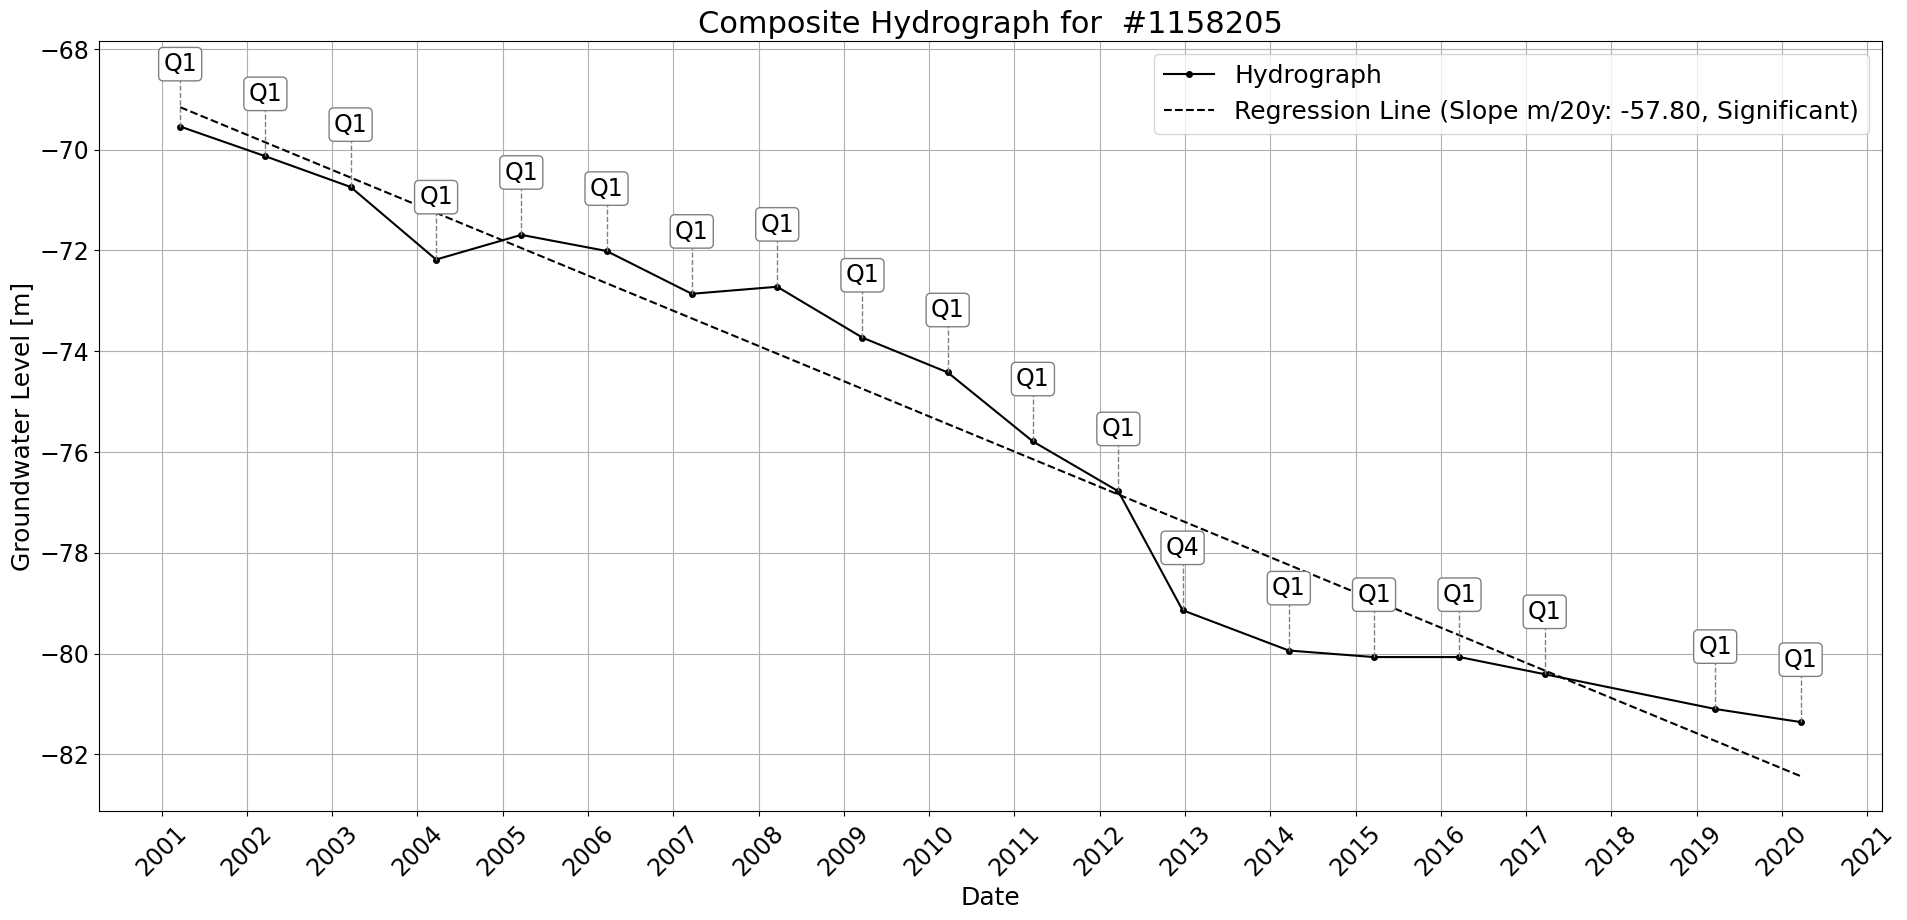 Composite Hydrograph for  #1158205
Hydrograph
Regression Line (Slope m/20y: -57.80, Significant)
Groundwater Level [m]
−68
−70
−72
−74
−76
−78
−80
−82
Q1
Q1
Q1
Q1
Q1
Q1
Q1
Q1
Q1
Q1
Q1
Q1
Q4
Q1
Q1
Q1
Q1
Q1
Q1
2001
2002
2003
2004
2005
2006
2007
2008
2009
2010
2011
2012
2013
2014
2015
2016
2017
2018
2019
2020
2021
Date